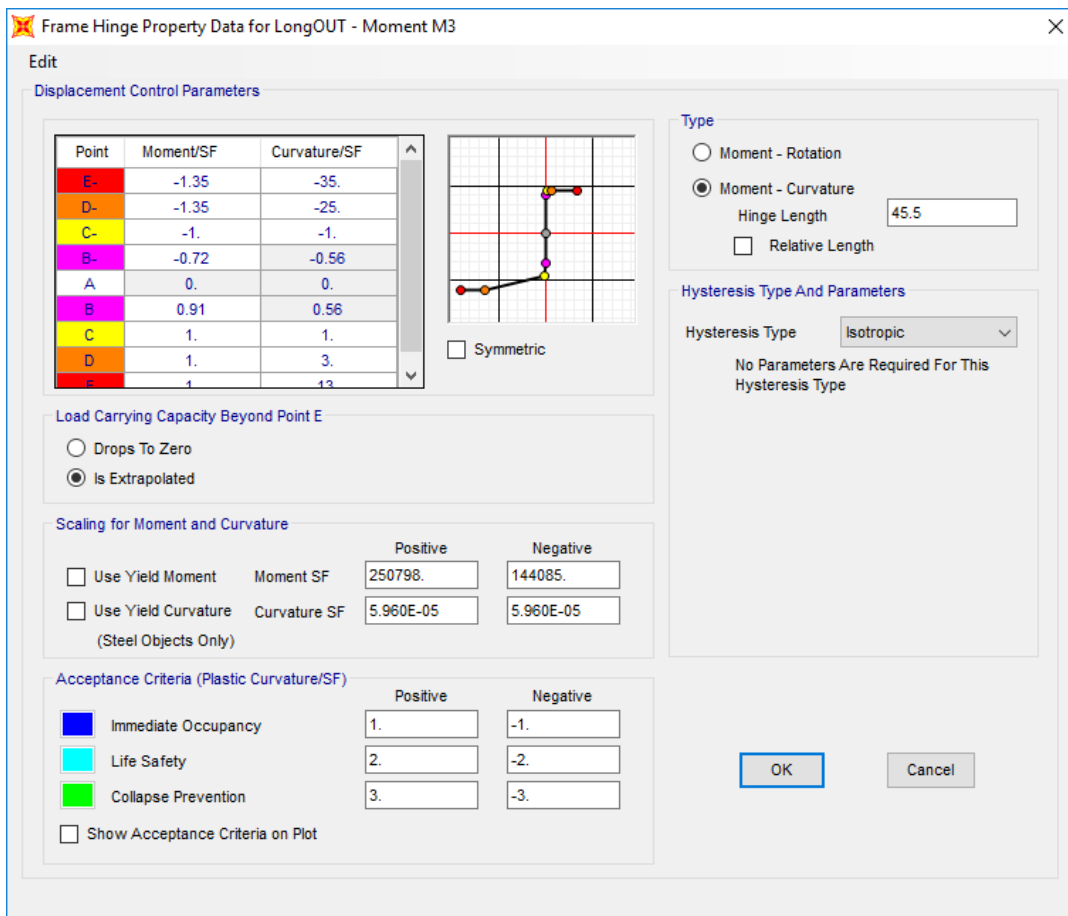 Frame Hinge Property Data for LongOUT - Moment M3
Edit
Displacement Control Parameters
Point Moment/SF Curvature/SF
E- -1.35 -35.
D- -1.35 -25.
C- -1. -1.
B- -0.72 -0.56
A 0. 0.
B 0.91 0.56
C 1. 1.
D 1. 3.
E 1. 13.
Symmetric
Load Carrying Capacity Beyond Point E
Drops To Zero
Is Extrapolated
Scaling for Moment and Curvature
Positive Negative
Use Yield Moment Moment SF 250798. 144085.
Use Yield Curvature Curvature SF 5.960E-05 5.960E-05
(Steel Objects Only)
Acceptance Criteria (Plastic Curvature/SF)
Positive Negative
Immediate Occupancy 1. -1.
Life Safety 2. -2.
Collapse Prevention 3. -3.
Show Acceptance Criteria on Plot
Type
Moment - Rotation
Moment - Curvature
Hinge Length 45.5
Relative Length
Hysteresis Type And Parameters
Hysteresis Type Isotropic
No Parameters Are Required For This
Hysteresis Type
OK Cancel